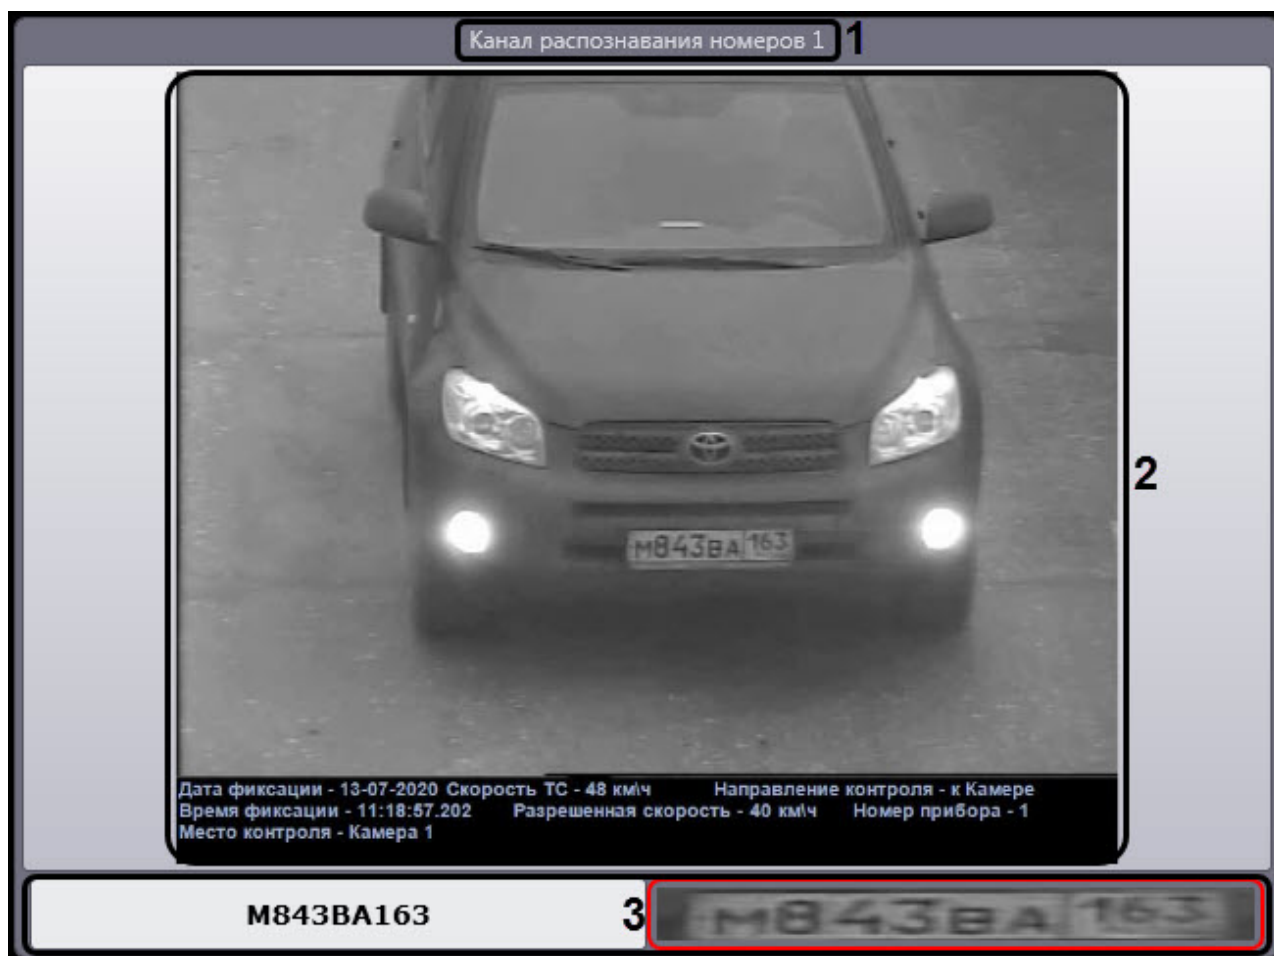 Канал распознавания номеров 1 1
2
М843ВА 163
Дата фиксации - 13-07-2020 Скорость ТС - 48 км\ч Направление контроля - к Камере
Время фиксации - 11:18:57.202 Разрешенная скорость - 40 км\ч Номер прибора - 1
Место контроля - Камера 1
М843ВА163 3 М843ВА 163